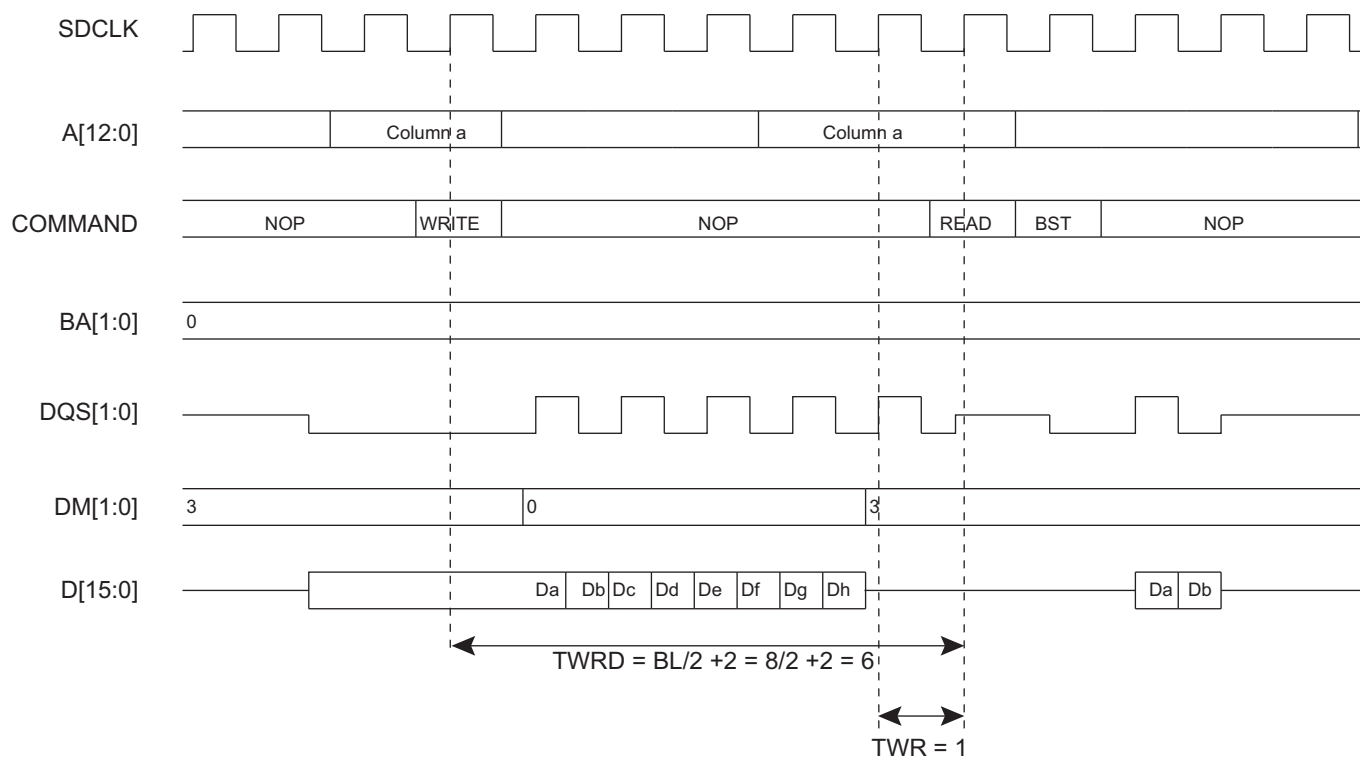 SDCLK
A[12:0] Column a Column a
COMMAND NOP WRITE NOP READ BST NOP
BA[1:0] 0
DQS[1:0]
DM[1:0] 3 0 3
D[15:0] Da Db Dc Dd De Df Dg Dh Da Db
TWRD = BL/2 +2 = 8/2 +2 = 6
TWR = 1